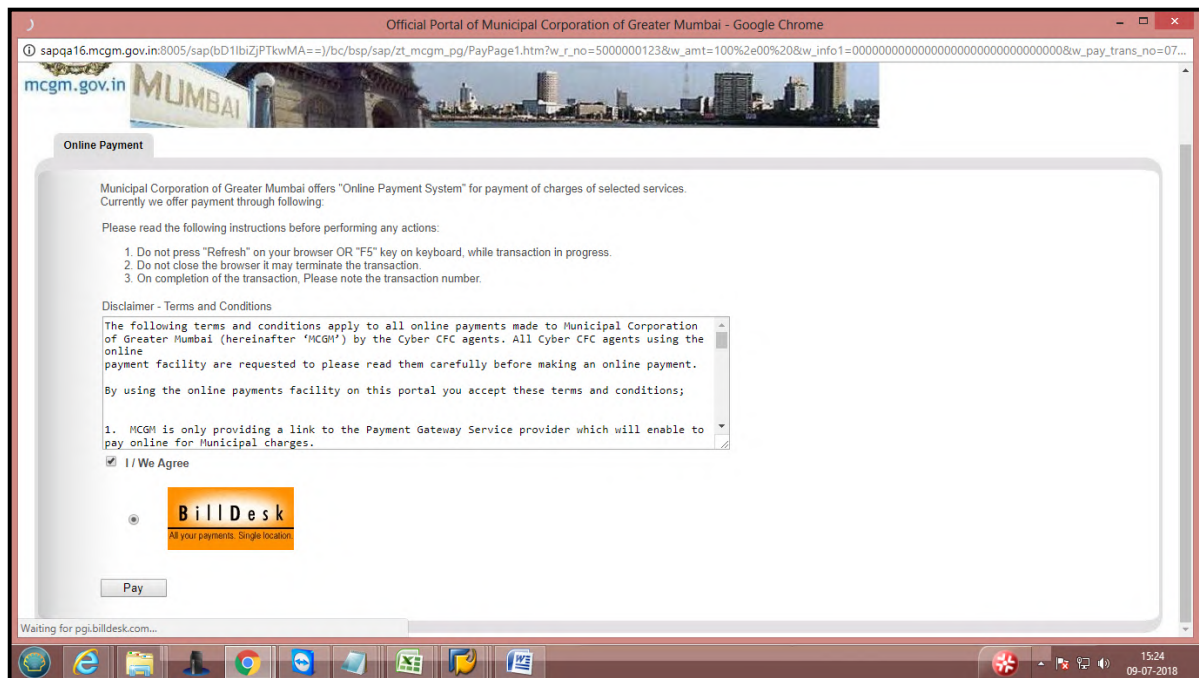 Official Portal of Municipal Corporation of Greater Mumbai - Google Chrome
sapqa16.mcgm.gov.in:8005/sap(bD1lbiZjPTkwMA==)/bc/bsp/sap/zt_mcgm_pg/PayPage1.htm?w_r_no=5000000123&w_amt=100%2e00%20&w_info1=00000000000000000000000000000000&w_pay_trans_no=07...
mcgm.gov.in
MUMBAI
Online Payment
Municipal Corporation of Greater Mumbai offers "Online Payment System" for payment of charges of selected services.
Currently we offer payment through following:
Please read the following instructions before performing any actions:
1. Do not press "Refresh" on your browser OR "F5" key on keyboard, while transaction in progress.
2. Do not close the browser it may terminate the transaction.
3. On completion of the transaction, Please note the transaction number.
Disclaimer - Terms and Conditions
The following terms and conditions apply to all online payments made to Municipal Corporation
of Greater Mumbai (hereinafter ‘MCGM’) by the Cyber CFC agents. All Cyber CFC agents using the
online
payment facility are requested to please read them carefully before making an online payment.
By using the online payments facility on this portal you accept these terms and conditions;
1. MCGM is only providing a link to the Payment Gateway Service provider which will enable to
pay online for Municipal charges.
I / We Agree
BillDesk
All your payments. Single location.
Pay
Waiting for pgi.billdesk.com...
15:24
09-07-2018